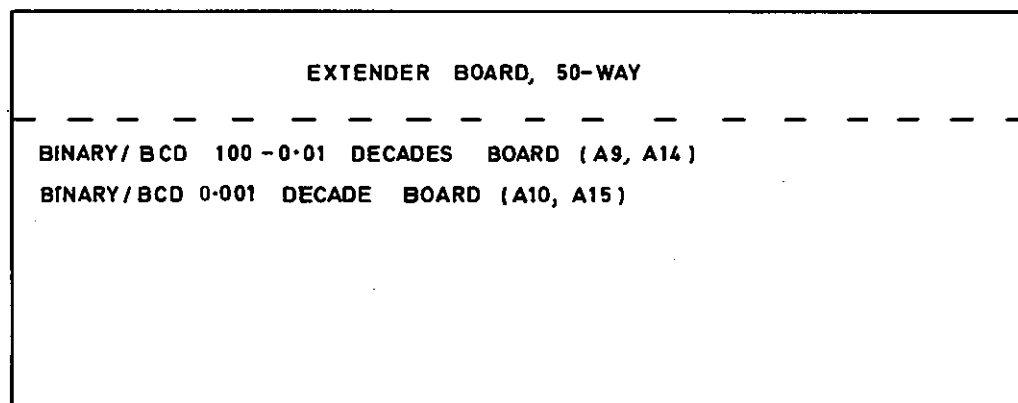 EXTENDER BOARD, 50-WAY
BINARY/BCD 100-0·01 DECADES BOARD (A9, A14)
BINARY/BCD 0·001 DECADE BOARD (A10, A15)